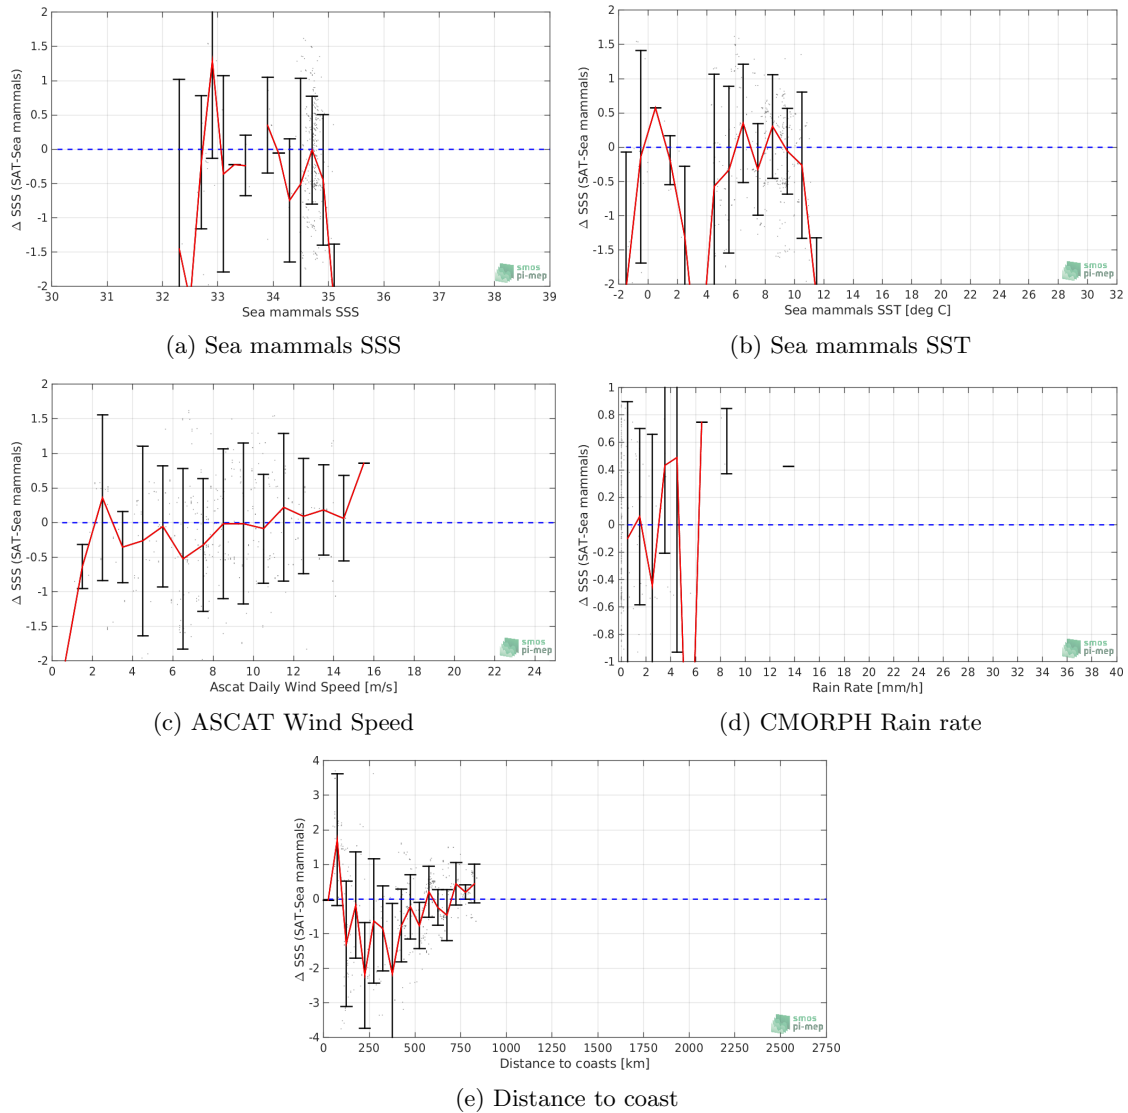 2
1.5
1
0.5
0
-0.5
-1
-1.5
-2
Δ SSS (SAT-Sea mammals)
30 31 32 33 34 35 36 37 38 39
Sea mammals SSS
smos
pi-mep
(a) Sea mammals SSS
2
1.5
1
0.5
0
-0.5
-1
-1.5
-2
Δ SSS (SAT-Sea mammals)
-2 0 2 4 6 8 10 12 14 16 18 20 22 24 26 28 30 32
Sea mammals SST [deg C]
smos
pi-mep
(b) Sea mammals SST
2
1.5
1
0.5
0
-0.5
-1
-1.5
-2
Δ SSS (SAT-Sea mammals)
2 4 6 8 10 12 14 16 18 20 22 24
Ascat Daily Wind Speed [m/s]
smos
pi-mep
(c) ASCAT Wind Speed
1
0.8
0.6
0.4
0.2
0
-0.2
-0.4
-0.6
-0.8
-1
Δ SSS (SAT-Sea mammals)
0 2 4 6 8 10 12 14 16 18 20 22 24 26 28 30 32 34 36 38 40
Rain Rate [mm/h]
smos
pi-mep
(d) CMORPH Rain rate
4
3
2
1
0
-1
-2
-3
-4
Δ SSS (SAT-Sea mammals)
0 250 500 750 1000 1250 1500 1750 2000 2250 2500 2750
Distance to coasts [km]
smos
pi-mep
(e) Distance to coast